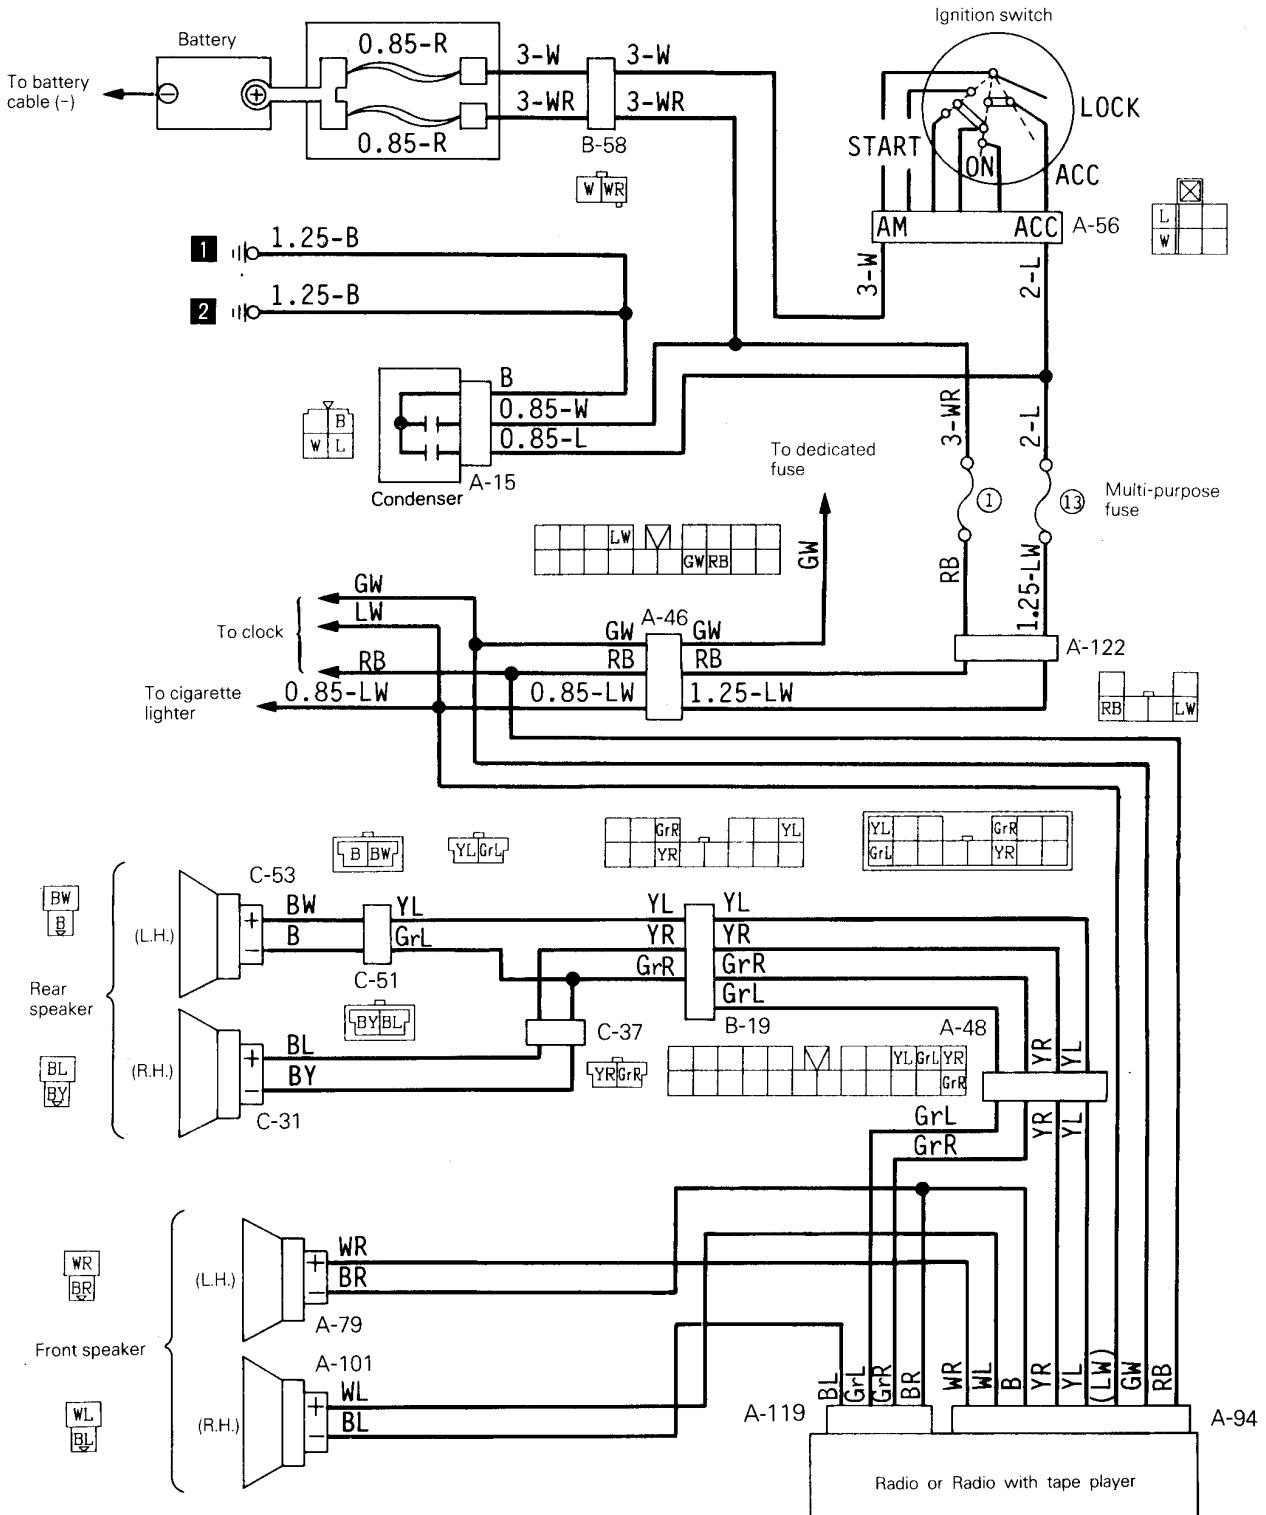 Ignition switch
Battery
0.85-R
3-W
3-W
To battery
cable (-)
3-WR
3-WR
0.85-R
B-58
LOCK
START
ON
ACC
W WR
AM
ACC
A-56
L
W
1
1.25-B
3-W
2-L
2
1.25-B
B
0.85-W
0.85-L
B
W L
A-15
Condenser
3-WR
2-L
To dedicated
fuse
1
13
Multi-purpose
fuse
LW
GW RB
GW
RB
1.25-LW
GW
LW
To clock
A-46
GW
GW
A-122
RB
RB
RB
To cigarette
lighter
0.85-LW
0.85-LW
1.25-LW
RB
LW
B BW
YL GrL
GrR
YL
YR
YL
GrR
GrL
YR
C-53
BW
B
(L.H.)
+
−
BW
YL
YL
YL
B
GrL
YR
YR
GrR
GrR
C-51
GrL
Rear
speaker
BY BL
C-37
B-19
A-48
YR
YL
BL
BY
(R.H.)
+
−
BL
BY
YR GrR
YL GrL YR
GrR
C-31
GrL
GrR
YR
YL
WR
BR
(L.H.)
+
−
WR
BR
A-79
Front speaker
A-101
WL
BL
(R.H.)
+
−
WL
BL
BL
GrL
GrR
BR
WR
WL
B
YR
YL
(LW)
GW
RB
A-119
A-94
Radio or Radio with tape player